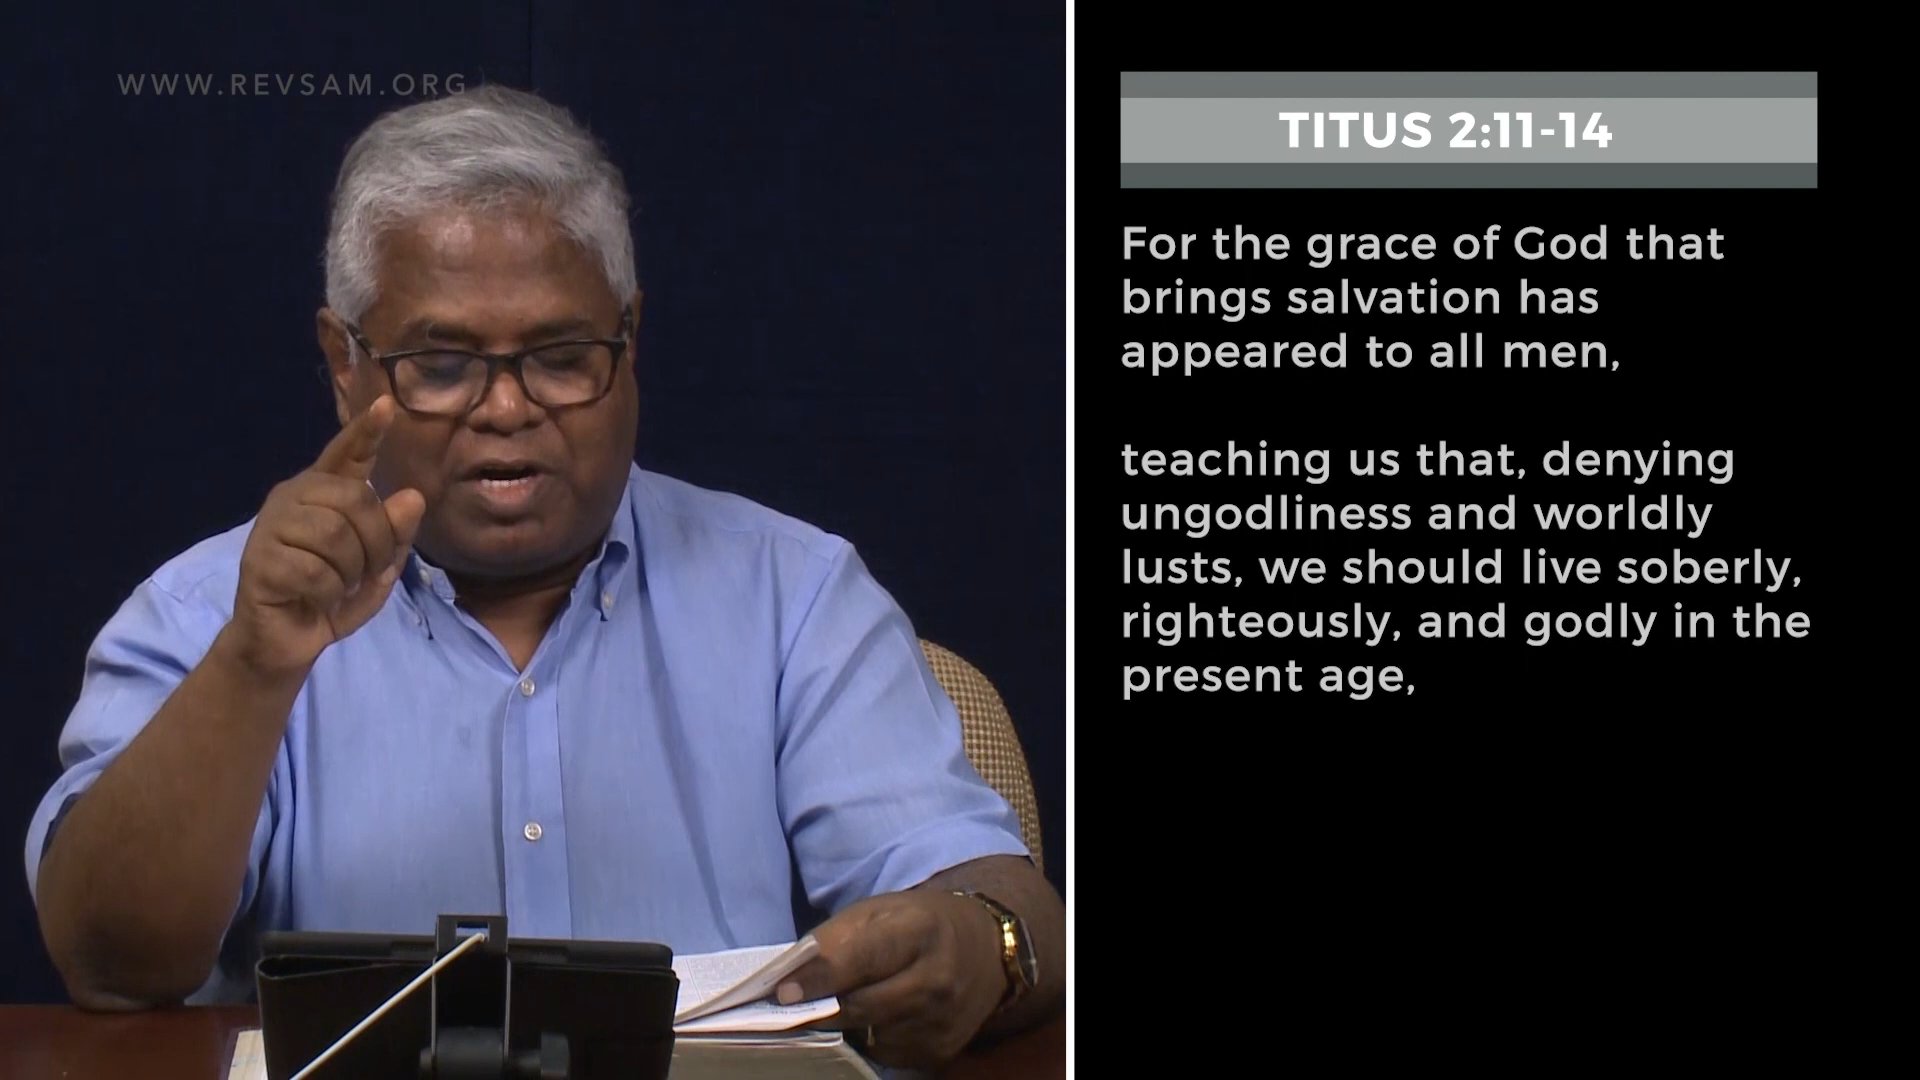 WWW.REVSAM.ORG
TITUS 2:11-14
For the grace of God that
brings salvation has
appeared to all men,
teaching us that, denying
ungodliness and worldly
lusts, we should live soberly,
righteously, and godly in the
present age,